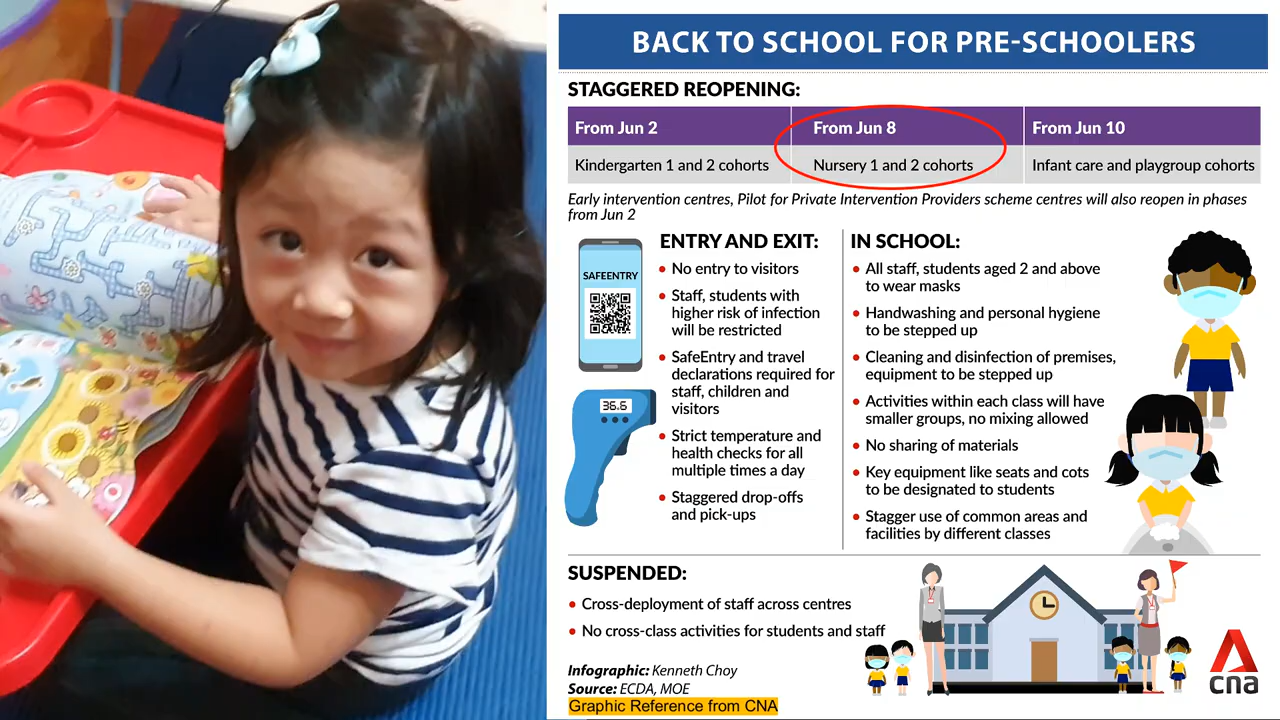 BACK TO SCHOOL FOR PRE-SCHOOLERS
STAGGERED REOPENING:
From Jun 2
Kindergarten 1 and 2 cohorts
From Jun 8
Nursery 1 and 2 cohorts
From Jun 10
Infant care and playgroup cohorts
Early intervention centres, Pilot for Private Intervention Providers scheme centres will also reopen in phases
from Jun 2
SAFEENTRY
36.6
ENTRY AND EXIT:
• No entry to visitors
• Staff, students with
higher risk of infection
will be restricted
• SafeEntry and travel
declarations required for
staff, children and
visitors
• Strict temperature and
health checks for all
multiple times a day
• Staggered drop-offs
and pick-ups
IN SCHOOL:
• All staff, students aged 2 and above
to wear masks
• Handwashing and personal hygiene
to be stepped up
• Cleaning and disinfection of premises,
equipment to be stepped up
• Activities within each class will have
smaller groups, no mixing allowed
• No sharing of materials
• Key equipment like seats and cots
to be designated to students
• Stagger use of common areas and
facilities by different classes
SUSPENDED:
• Cross-deployment of staff across centres
• No cross-class activities for students and staff
Infographic: Kenneth Choy
Source: ECDA, MOE
Graphic Reference from CNA
cna